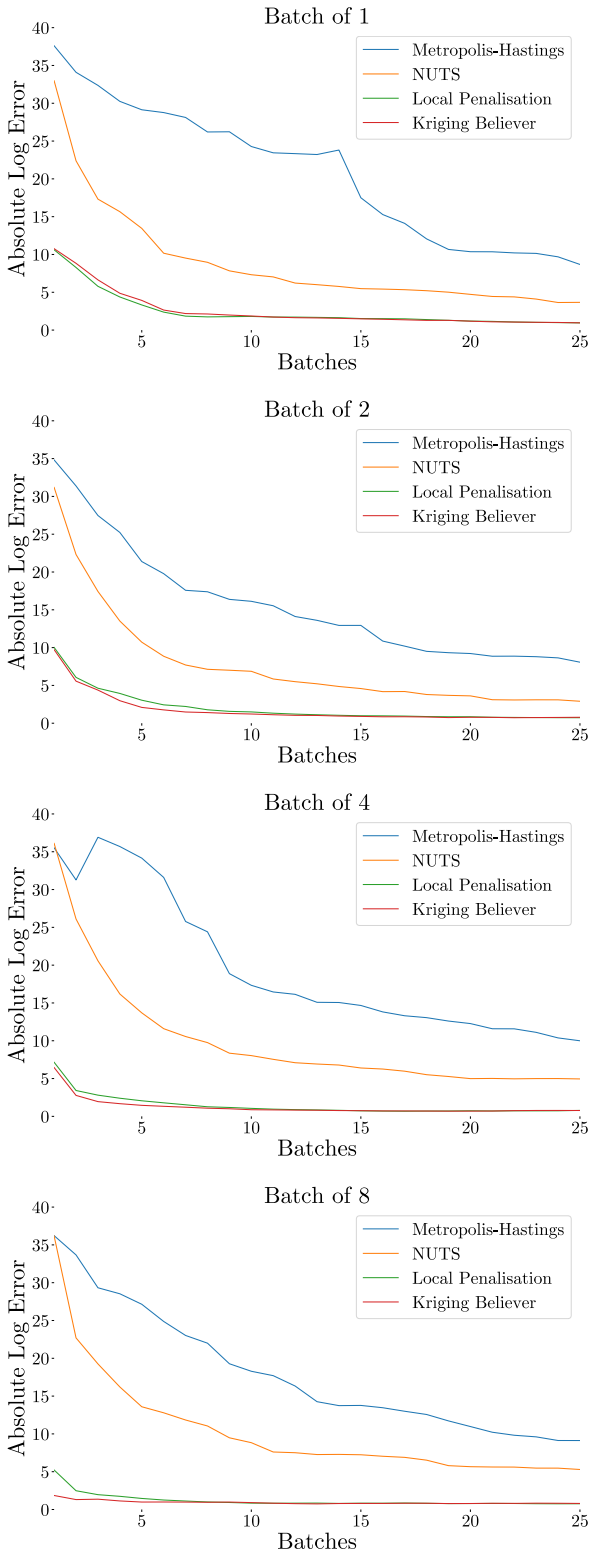 Batch of 1
Absolute Log Error
40
35
30
25
20
15
10
5
0
Metropolis-Hastings
NUTS
Local Penalisation
Kriging Believer
5
10
15
20
25
Batches
Batch of 2
Absolute Log Error
40
35
30
25
20
15
10
5
0
Metropolis-Hastings
NUTS
Local Penalisation
Kriging Believer
5
10
15
20
25
Batches
Batch of 4
Absolute Log Error
40
35
30
25
20
15
10
5
0
Metropolis-Hastings
NUTS
Local Penalisation
Kriging Believer
5
10
15
20
25
Batches
Batch of 8
Absolute Log Error
40
35
30
25
20
15
10
5
0
Metropolis-Hastings
NUTS
Local Penalisation
Kriging Believer
5
10
15
20
25
Batches